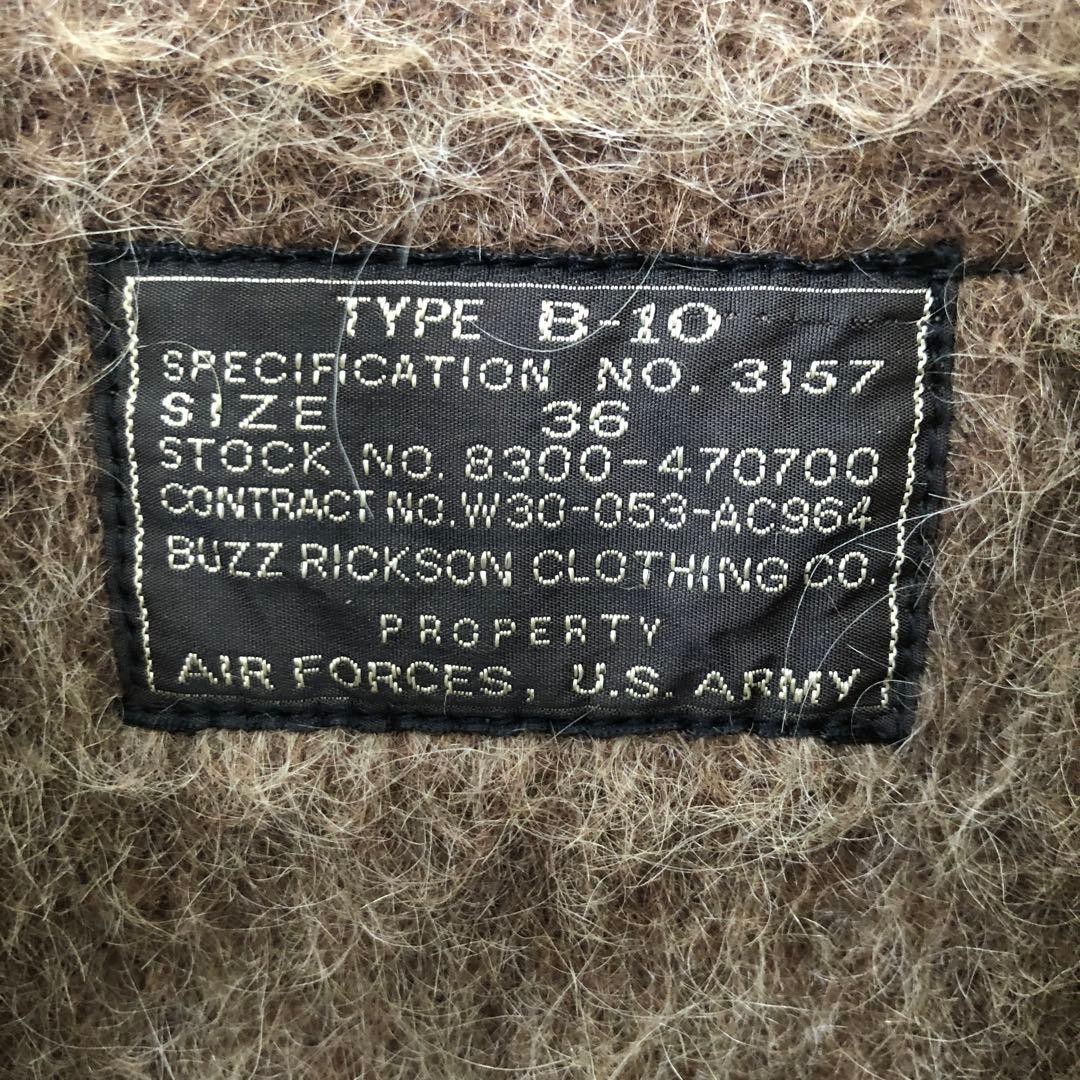 TYPE B-10
SPECIFICATION NO. 3157
SIZE 36
STOCK NO. 8300-470700
CONTRACT NO. W30-053-AC964
BUZZ RICKSON CLOTHING CO.
PROPERTY
AIR FORCES, U.S. ARMY